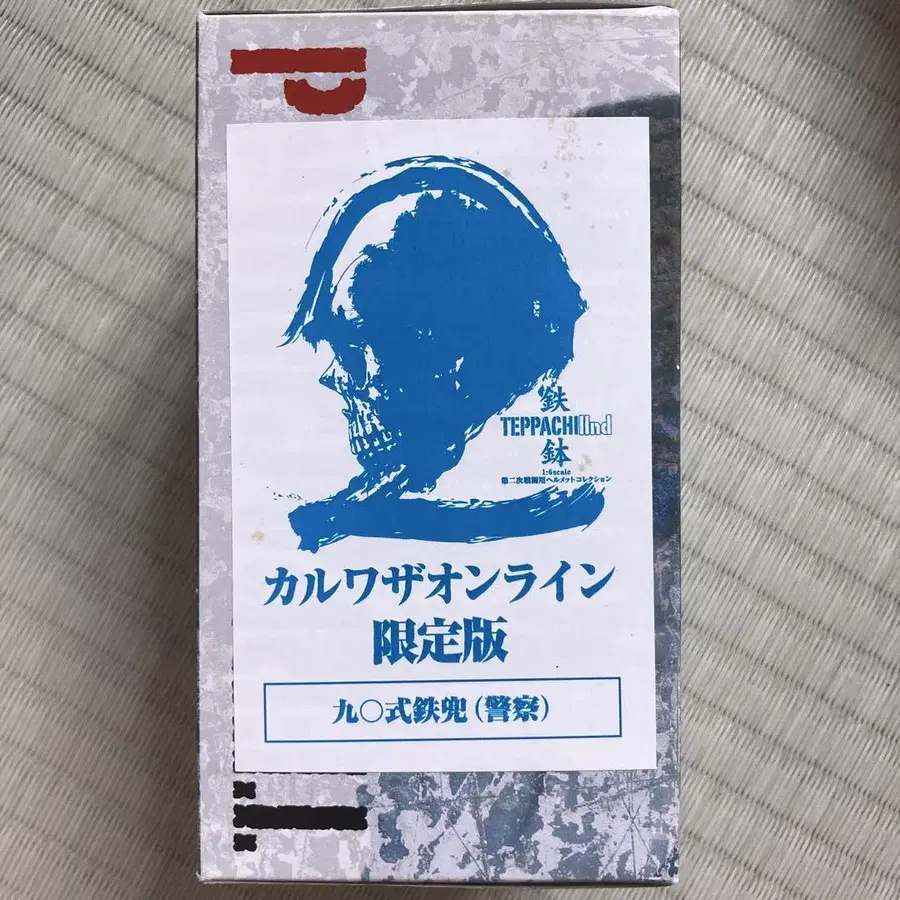 鉄
TEPPACHI IInd
鉢
1:6scale
第二次戦闘用ヘルメットコレクション
カルワザオンライン
限定版
九〇式鉄兜(警察)